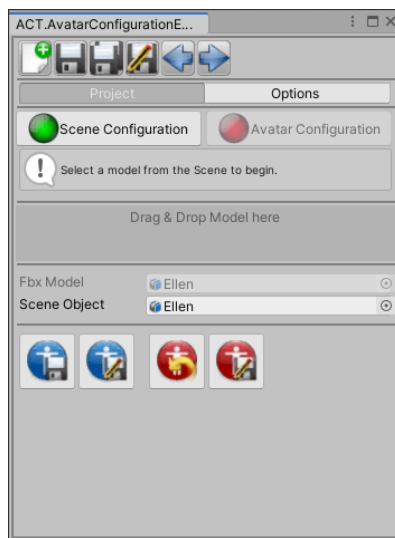 ACT.AvatarConfigurationE...
Project
Options
Scene Configuration
Avatar Configuration
Select a model from the Scene to begin.
Drag & Drop Model here
Fbx Model
Ellen
Scene Object
Ellen